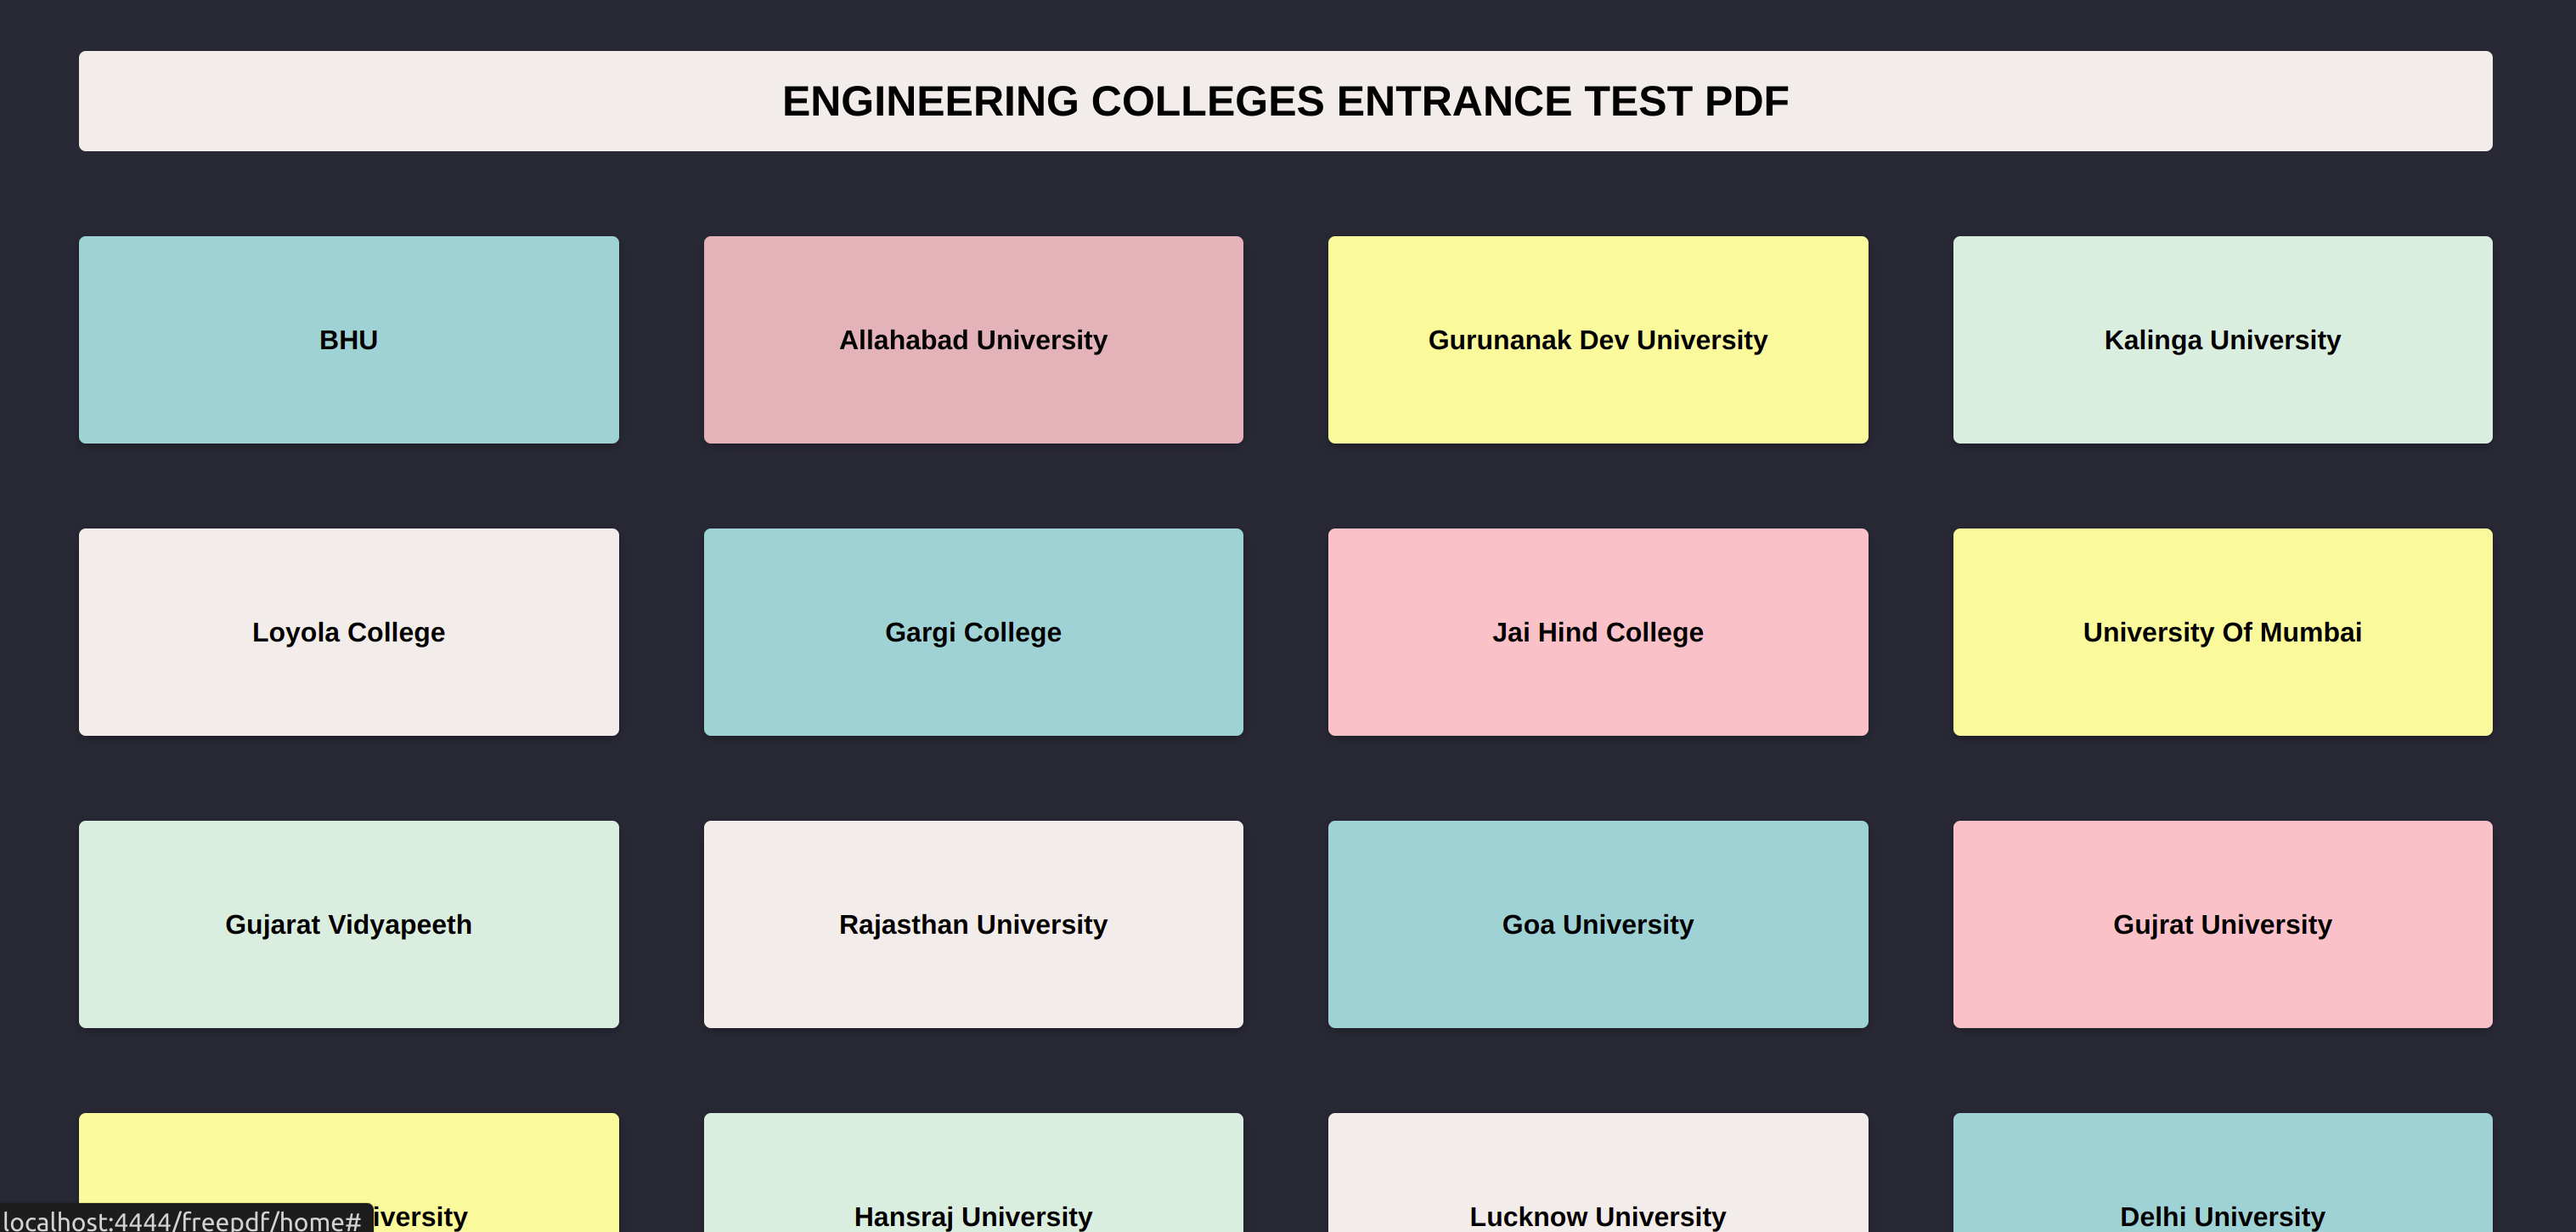 ENGINEERING COLLEGES ENTRANCE TEST PDF
BHU
Allahabad University
Gurunanak Dev University
Kalinga University
Loyola College
Gargi College
Jai Hind College
University Of Mumbai
Gujarat Vidyapeeth
Rajasthan University
Goa University
Gujrat University
iversity
Hansraj University
Lucknow University
Delhi University
localhost:4444/freepdf/home#